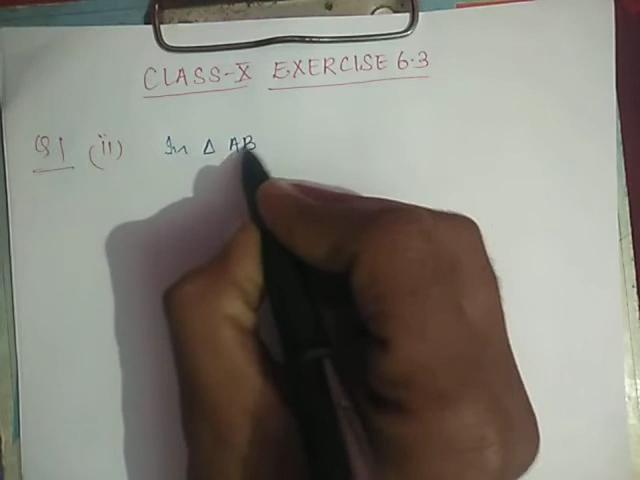 CLASS-X EXERCISE 6.3
Q1 (ii) In Δ AB